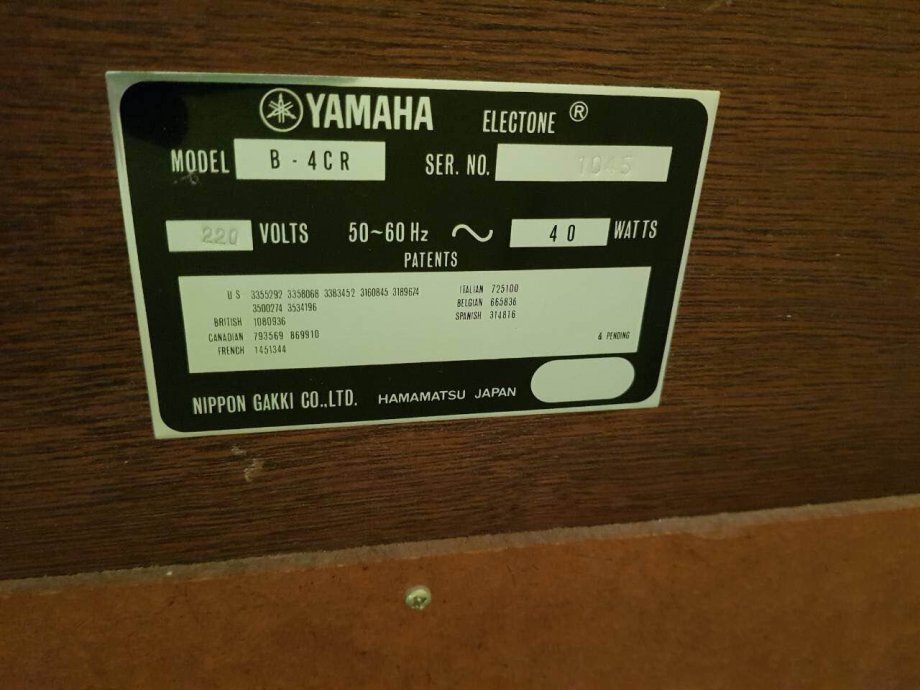 YAMAHA ELECTONE ®
MODEL B - 4CR SER. NO. 1045
220 VOLTS 50~60 Hz ~ 40 WATTS
PATENTS
US 3355292 3358068 3383452 3160845 3189674
3500274 3534196
BRITISH 1080936
CANADIAN 793569 869910
FRENCH 1451344
ITALIAN 725100
BELGIAN 665836
SPANISH 314816
& PENDING
NIPPON GAKKI CO.,LTD. HAMAMATSU JAPAN